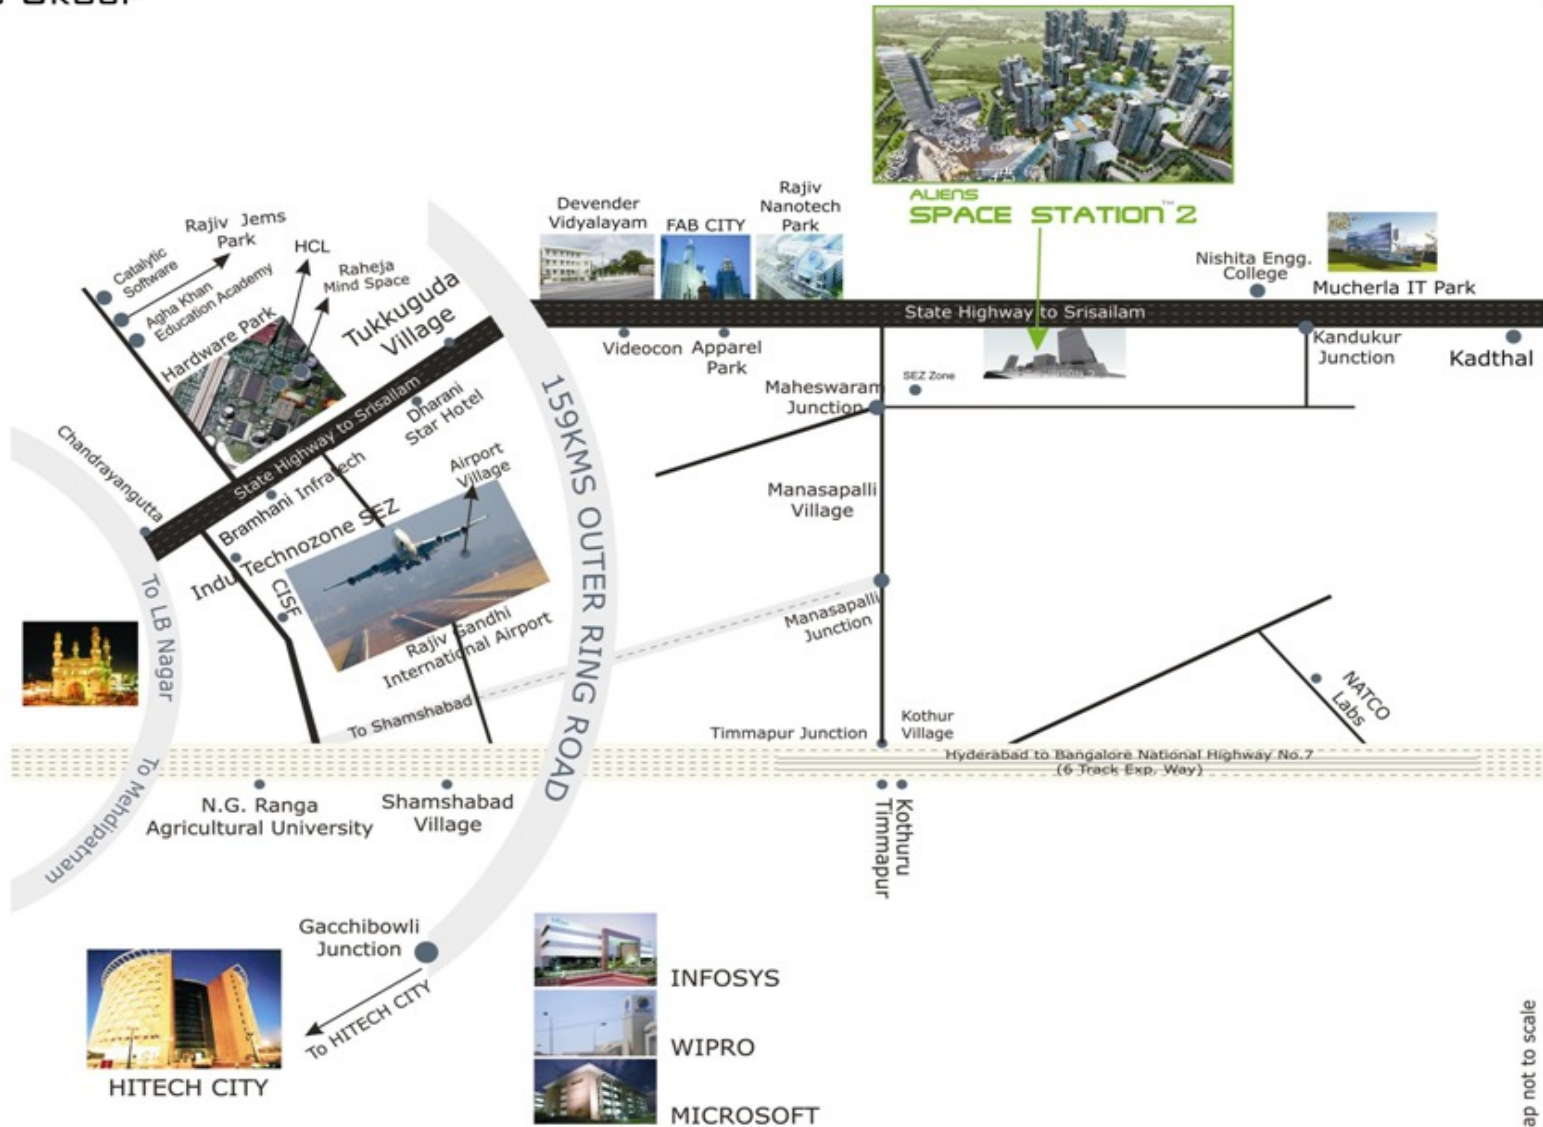 GROUP
ALIENS
SPACE STATION™ 2
Devender
Vidyalayam
FAB CITY
Rajiv
Nanotech
Park
Nishita Engg.
College
Mucherla IT Park
State Highway to Srisailam
Videocon
Apparel
Park
Maheswaram
Junction
SEZ Zone
Kandukur
Junction
Kadthal
Rajiv Jems
Park
Catalytic
Software
HCL
Agha Khan
Education Academy
Raheja
Mind Space
Hardware Park
Tukkuguda
Village
State Highway to Srisailam
Dharani
Star Hotel
Chandrayangutta
Bramhani Infratech
Indu Technozone SEZ
CISF
Airport
Village
Rajiv Gandhi
International Airport
159KMS OUTER RING ROAD
To LB Nagar
To Mehdipatnam
To Shamshabad
Manasapalli
Village
Manasapalli
Junction
Timmapur Junction
Kothur
Village
NATCO
Labs
Hyderabad to Bangalore National Highway No.7
(6 Track Exp. Way)
N.G. Ranga
Agricultural University
Shamshabad
Village
Timmapur
Kothuru
Gacchibowli
Junction
To HITECH CITY
HITECH CITY
INFOSYS
WIPRO
MICROSOFT
ap not to scale